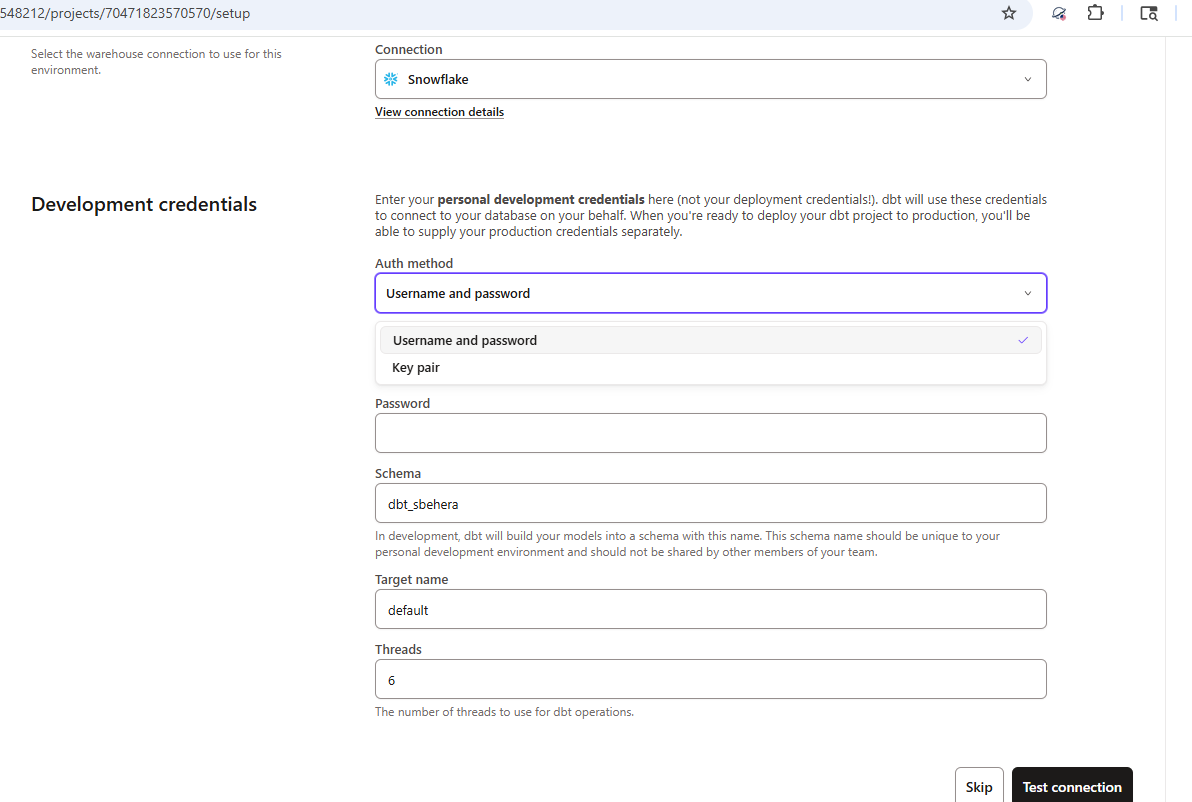 548212/projects/70471823570570/setup
Select the warehouse connection to use for this
environment.
Connection
Snowflake
View connection details
Development credentials
Enter your personal development credentials here (not your deployment credentials!). dbt will use these credentials
to connect to your database on your behalf. When you're ready to deploy your dbt project to production, you'll be
able to supply your production credentials separately.
Auth method
Username and password
Username and password
Key pair
Password
Schema
dbt_sbehera
In development, dbt will build your models into a schema with this name. This schema name should be unique to your
personal development environment and should not be shared by other members of your team.
Target name
default
Threads
6
The number of threads to use for dbt operations.
Skip
Test connection